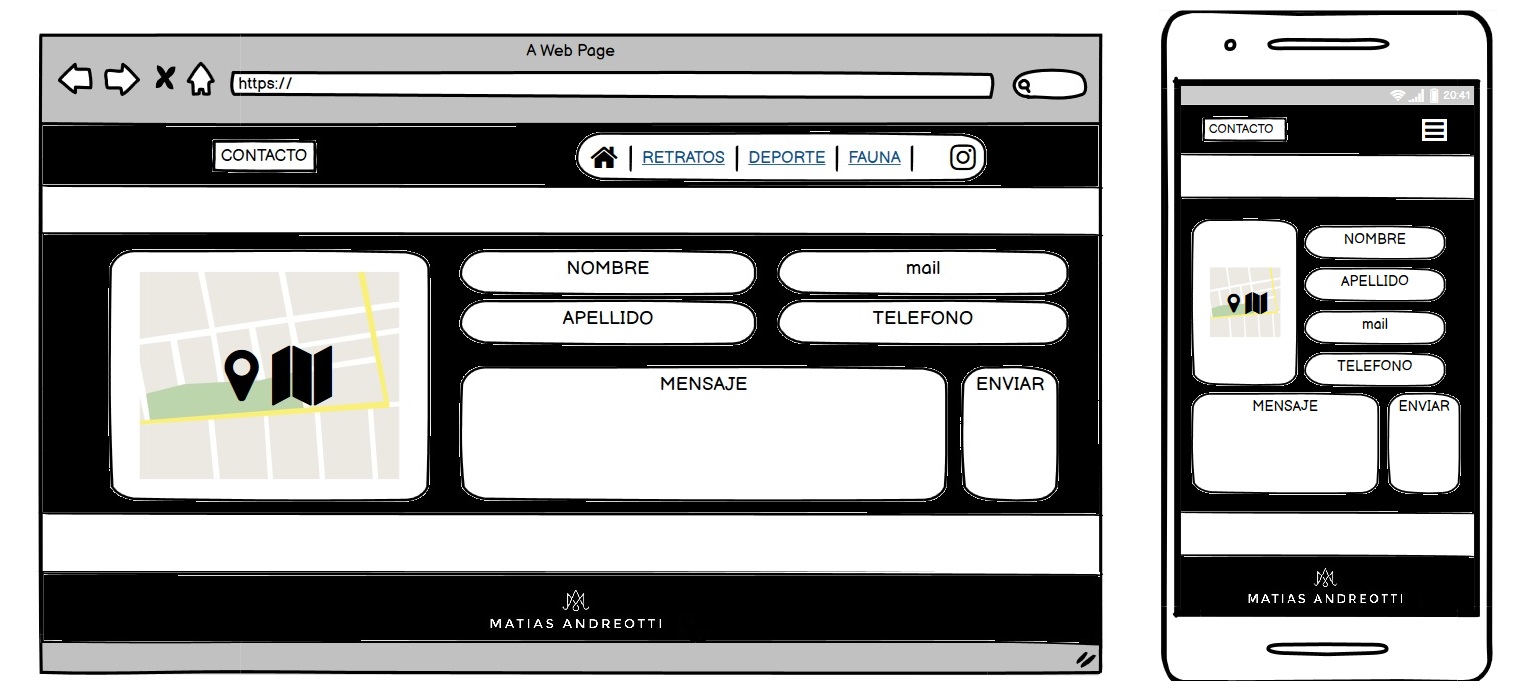 A Web Page
https://
CONTACTO
RETRATOS DEPORTE FAUNA
NOMBRE
mail
APELLIDO
TELEFONO
MENSAJE
ENVIAR
MATIAS ANDREOTTI
20:41
CONTACTO
NOMBRE
APELLIDO
mail
TELEFONO
MENSAJE
ENVIAR
MATIAS ANDREOTTI